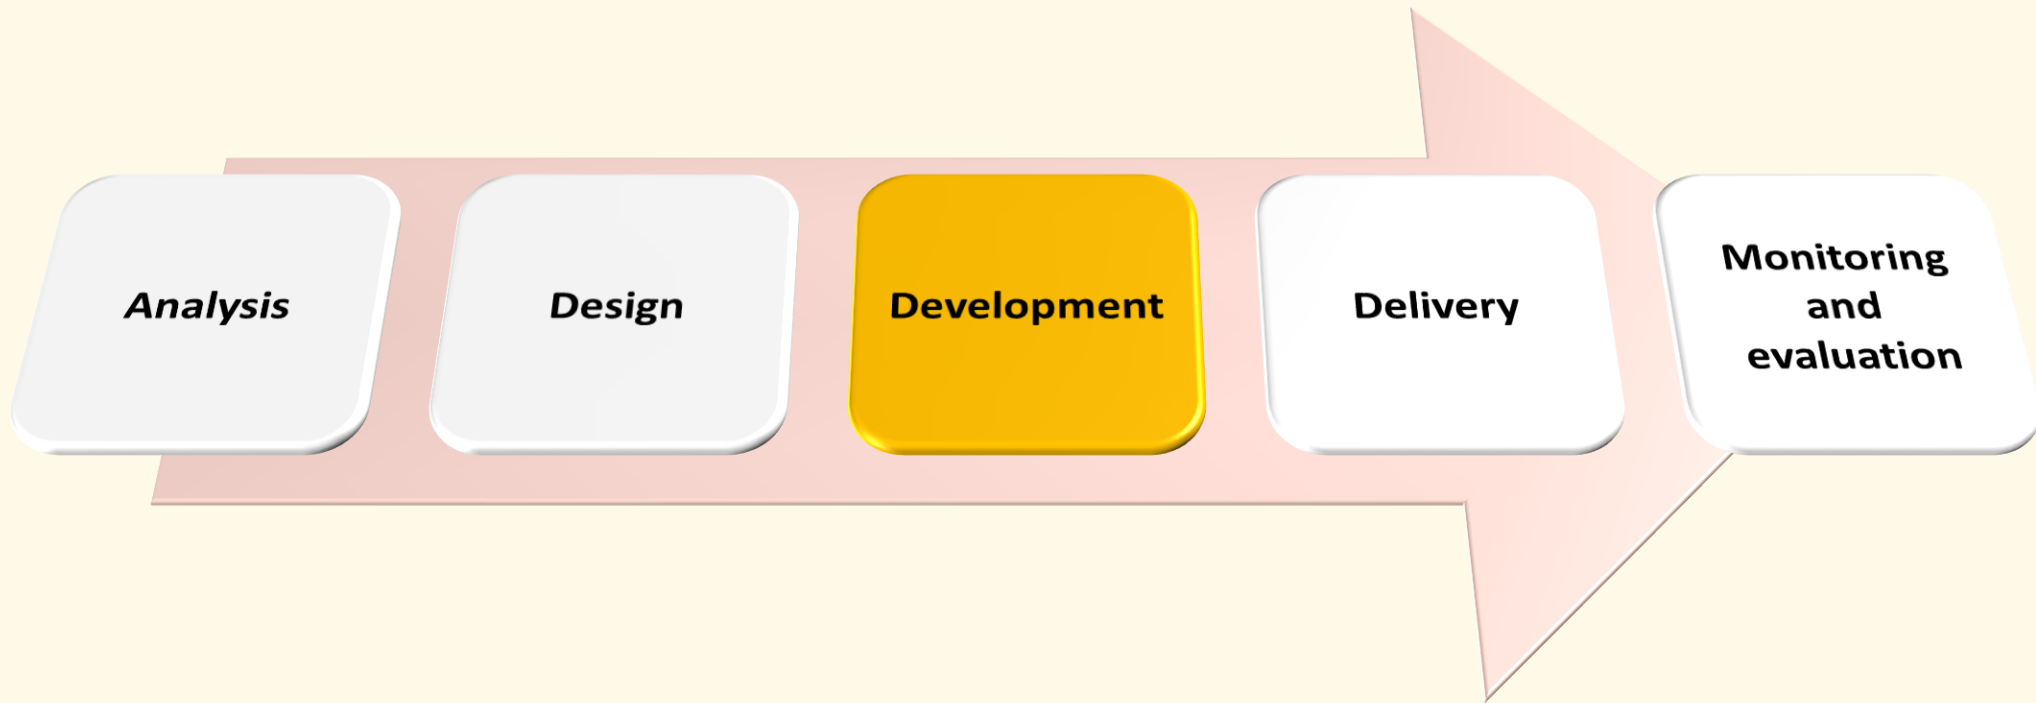 Analysis
Design
Development
Delivery
Monitoring
and
evaluation